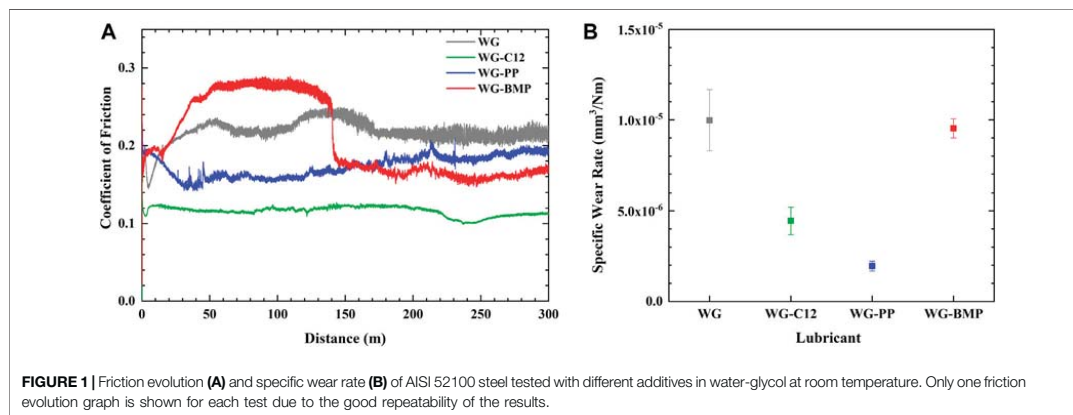 A
WG
WG-C12
WG-PP
WG-BMP
Coefficient of Friction
0.3
0.2
0.1
0.0
0 50 100 150 200 250 300
Distance (m)
B
Specific Wear Rate (mm³/Nm)
1.5x10⁻⁵
1.0x10⁻⁵
5.0x10⁻⁶
0.0
WG WG-C12 WG-PP WG-BMP
Lubricant
FIGURE 1 | Friction evolution (A) and specific wear rate (B) of AISI 52100 steel tested with different additives in water-glycol at room temperature. Only one friction
evolution graph is shown for each test due to the good repeatability of the results.